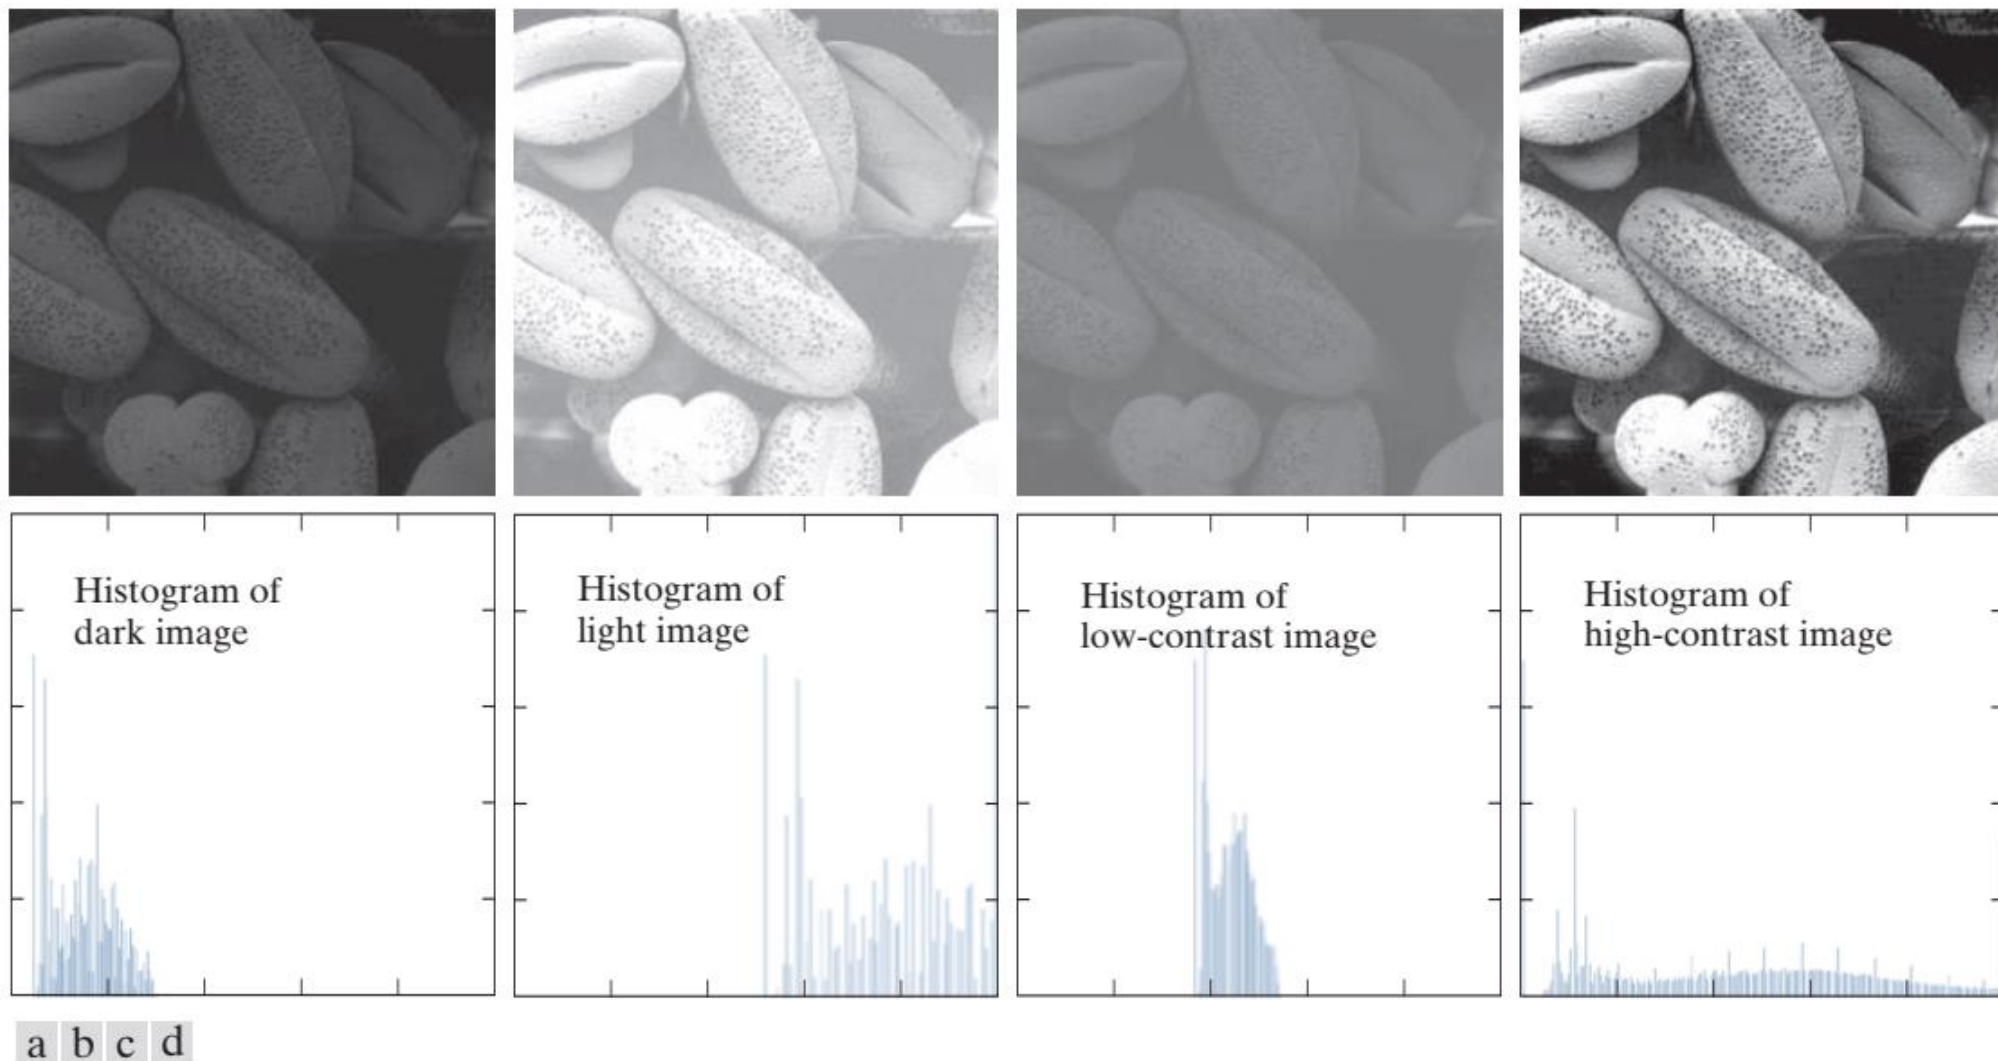 Histogram of
dark image
Histogram of
light image
Histogram of
low-contrast image
Histogram of
high-contrast image
a b c d